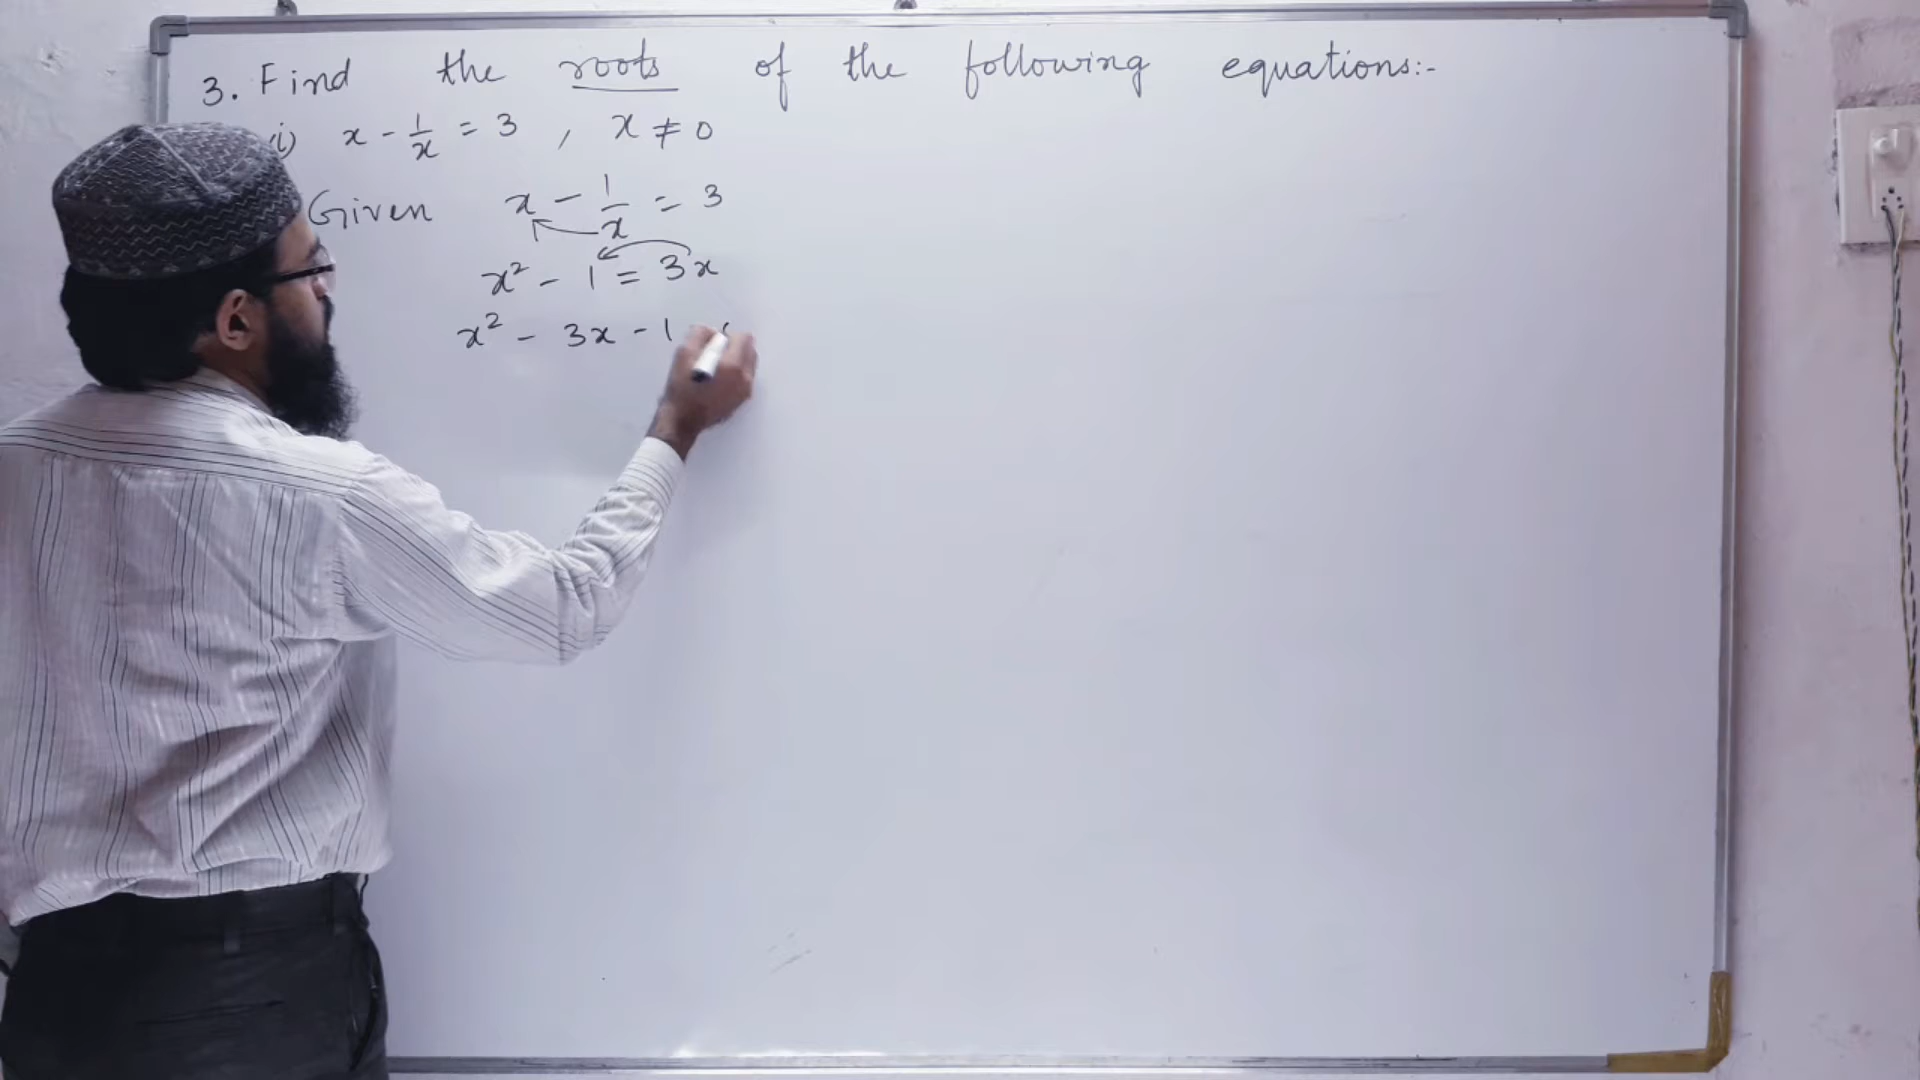 3. Find the roots of the following equations:-
(i) x - 1/x = 3 , x ≠ 0
Given x - 1/x = 3
x² - 1 = 3x
x² - 3x - 1